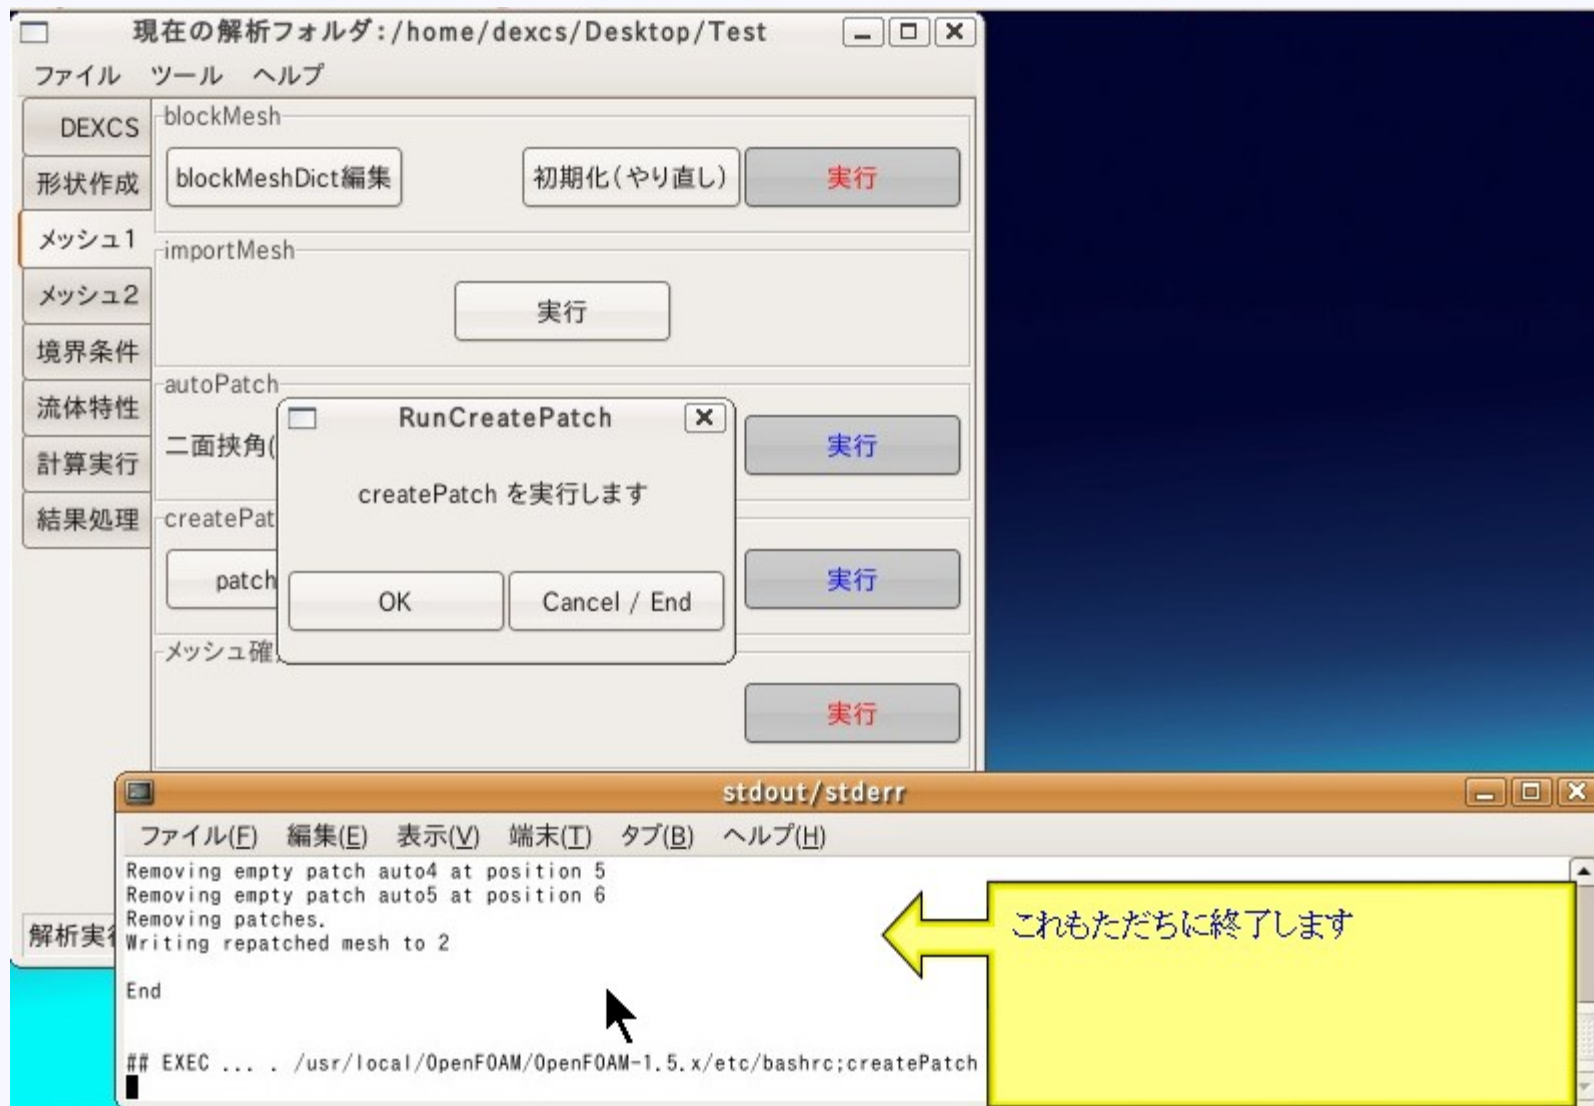 現在の解析フォルダ:/home/dexcs/Desktop/Test
ファイル ツール ヘルプ
DEXCS
形状作成
メッシュ1
メッシュ2
境界条件
流体特性
計算実行
結果処理
blockMesh
blockMeshDict編集 初期化(やり直し) 実行
importMesh
実行
autoPatch
二面挟角( 実行
createPat
patch 実行
メッシュ確
実行
RunCreatePatch
createPatch を実行します
OK Cancel / End
解析実行
stdout/stderr
ファイル(F) 編集(E) 表示(V) 端末(T) タブ(B) ヘルプ(H)
Removing empty patch auto4 at position 5
Removing empty patch auto5 at position 6
Removing patches.
Writing repatched mesh to 2
End
## EXEC ... . /usr/local/OpenFOAM/OpenFOAM-1.5.x/etc/bashrc;createPatch
これもただちに終了します